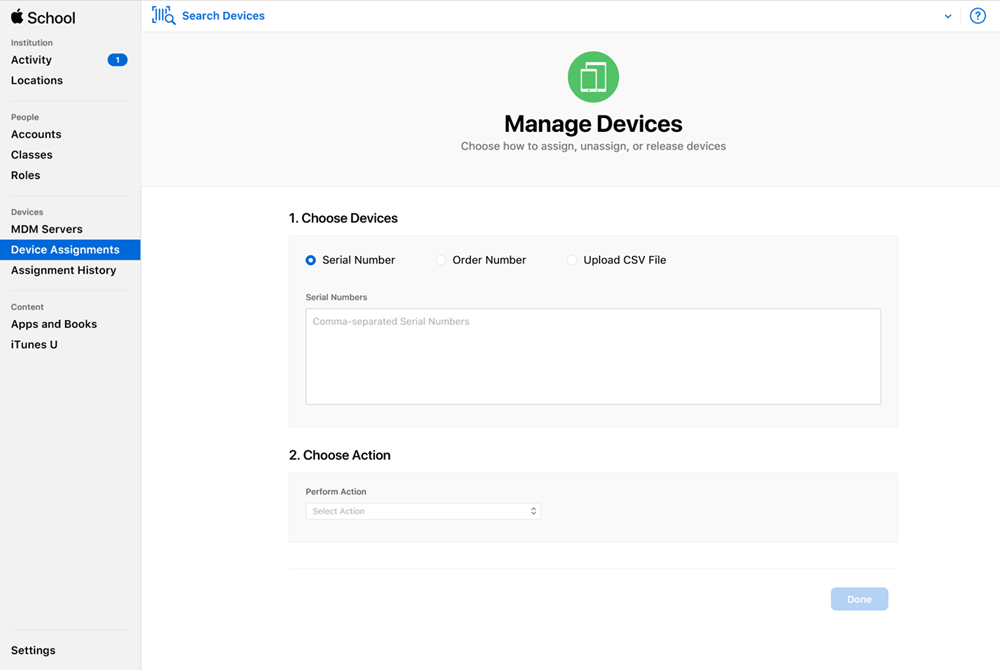 School
Institution
Activity 1
Locations
People
Accounts
Classes
Roles
Devices
MDM Servers
Device Assignments
Assignment History
Content
Apps and Books
iTunes U
Settings
Search Devices ?
Manage Devices
Choose how to assign, unassign, or release devices
1. Choose Devices
Serial Number Order Number Upload CSV File
Serial Numbers
Comma-separated Serial Numbers
2. Choose Action
Perform Action
Select Action
Done